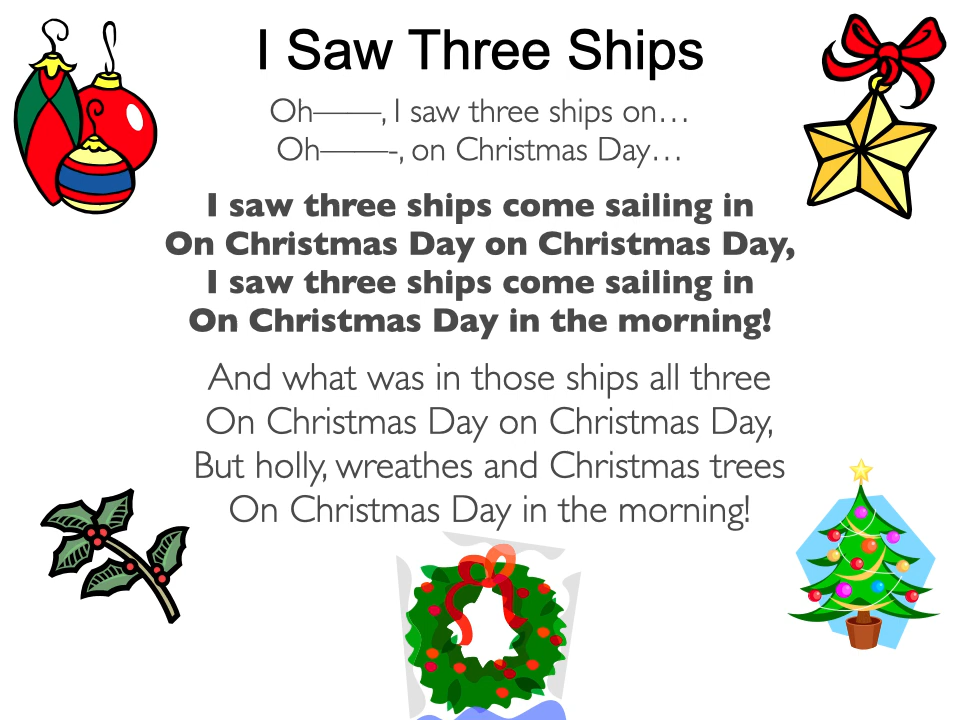 I Saw Three Ships
Oh——, I saw three ships on…
Oh——-, on Christmas Day…
I saw three ships come sailing in
On Christmas Day on Christmas Day,
I saw three ships come sailing in
On Christmas Day in the morning!
And what was in those ships all three
On Christmas Day on Christmas Day,
But holly, wreathes and Christmas trees
On Christmas Day in the morning!